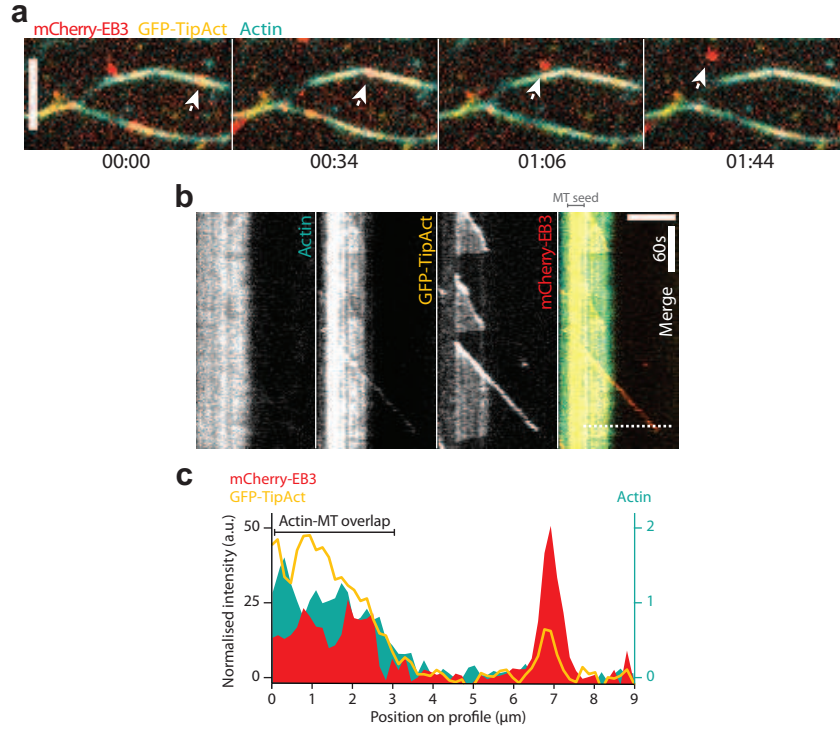 a
mCherry-EB3 GFP-TipAct Actin
00:00 00:34 01:06 01:44
b
MT seed
Actin
GFP-TipAct
mCherry-EB3
Merge
60s
c
mCherry-EB3
GFP-TipAct
Actin
Actin-MT overlap
Normalised intensity (a.u.)
50
25
0
2
1
0
0 1 2 3 4 5 6 7 8 9
Position on profile (μm)